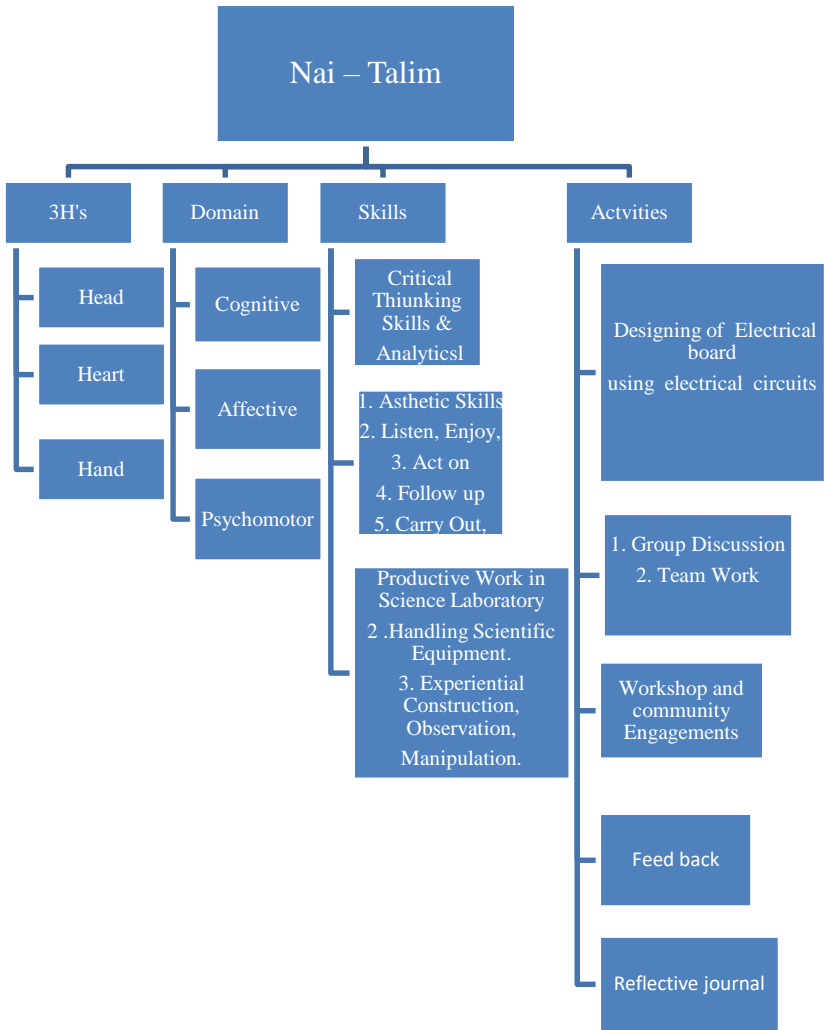 Nai – Talim
3H's
Head
Heart
Hand
Domain
Cognitive
Affective
Psychomotor
Skills
Critical
Thiunking
Skills &
Analyticsl
1. Asthetic Skills
2. Listen, Enjoy,
3. Act on
4. Follow up
5. Carry Out,
Productive Work in
Science Laboratory
2 .Handling Scientific
Equipment.
3. Experiential
Construction,
Observation,
Manipulation.
Actvities
Designing of Electrical
board
using electrical circuits
1. Group Discussion
2. Team Work
Workshop and
community
Engagements
Feed back
Reflective journal